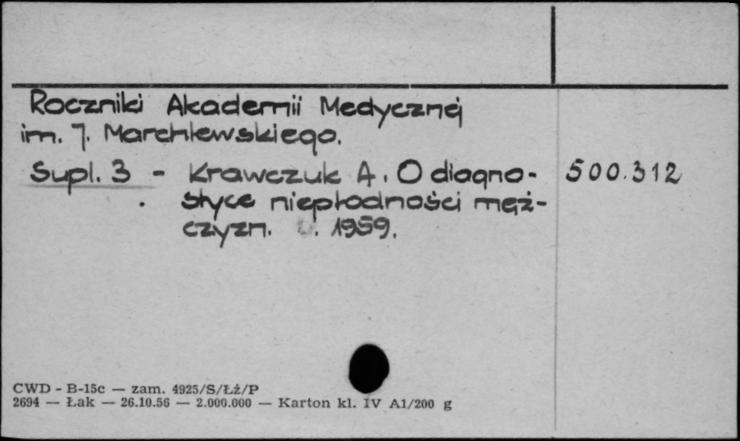 Roczniki Akademii Medycznej
im. J. Marchlewskiego.
Supl. 3 - Krawczuk A. O diagno- 500.312
styce niepłodności męż-
czyzn. 1959.
CWD - B-15c — zam. 4925/S/Łż/P
2694 — Łak — 26.10.56 — 2.000.000 — Karton kl. IV A1/200 g